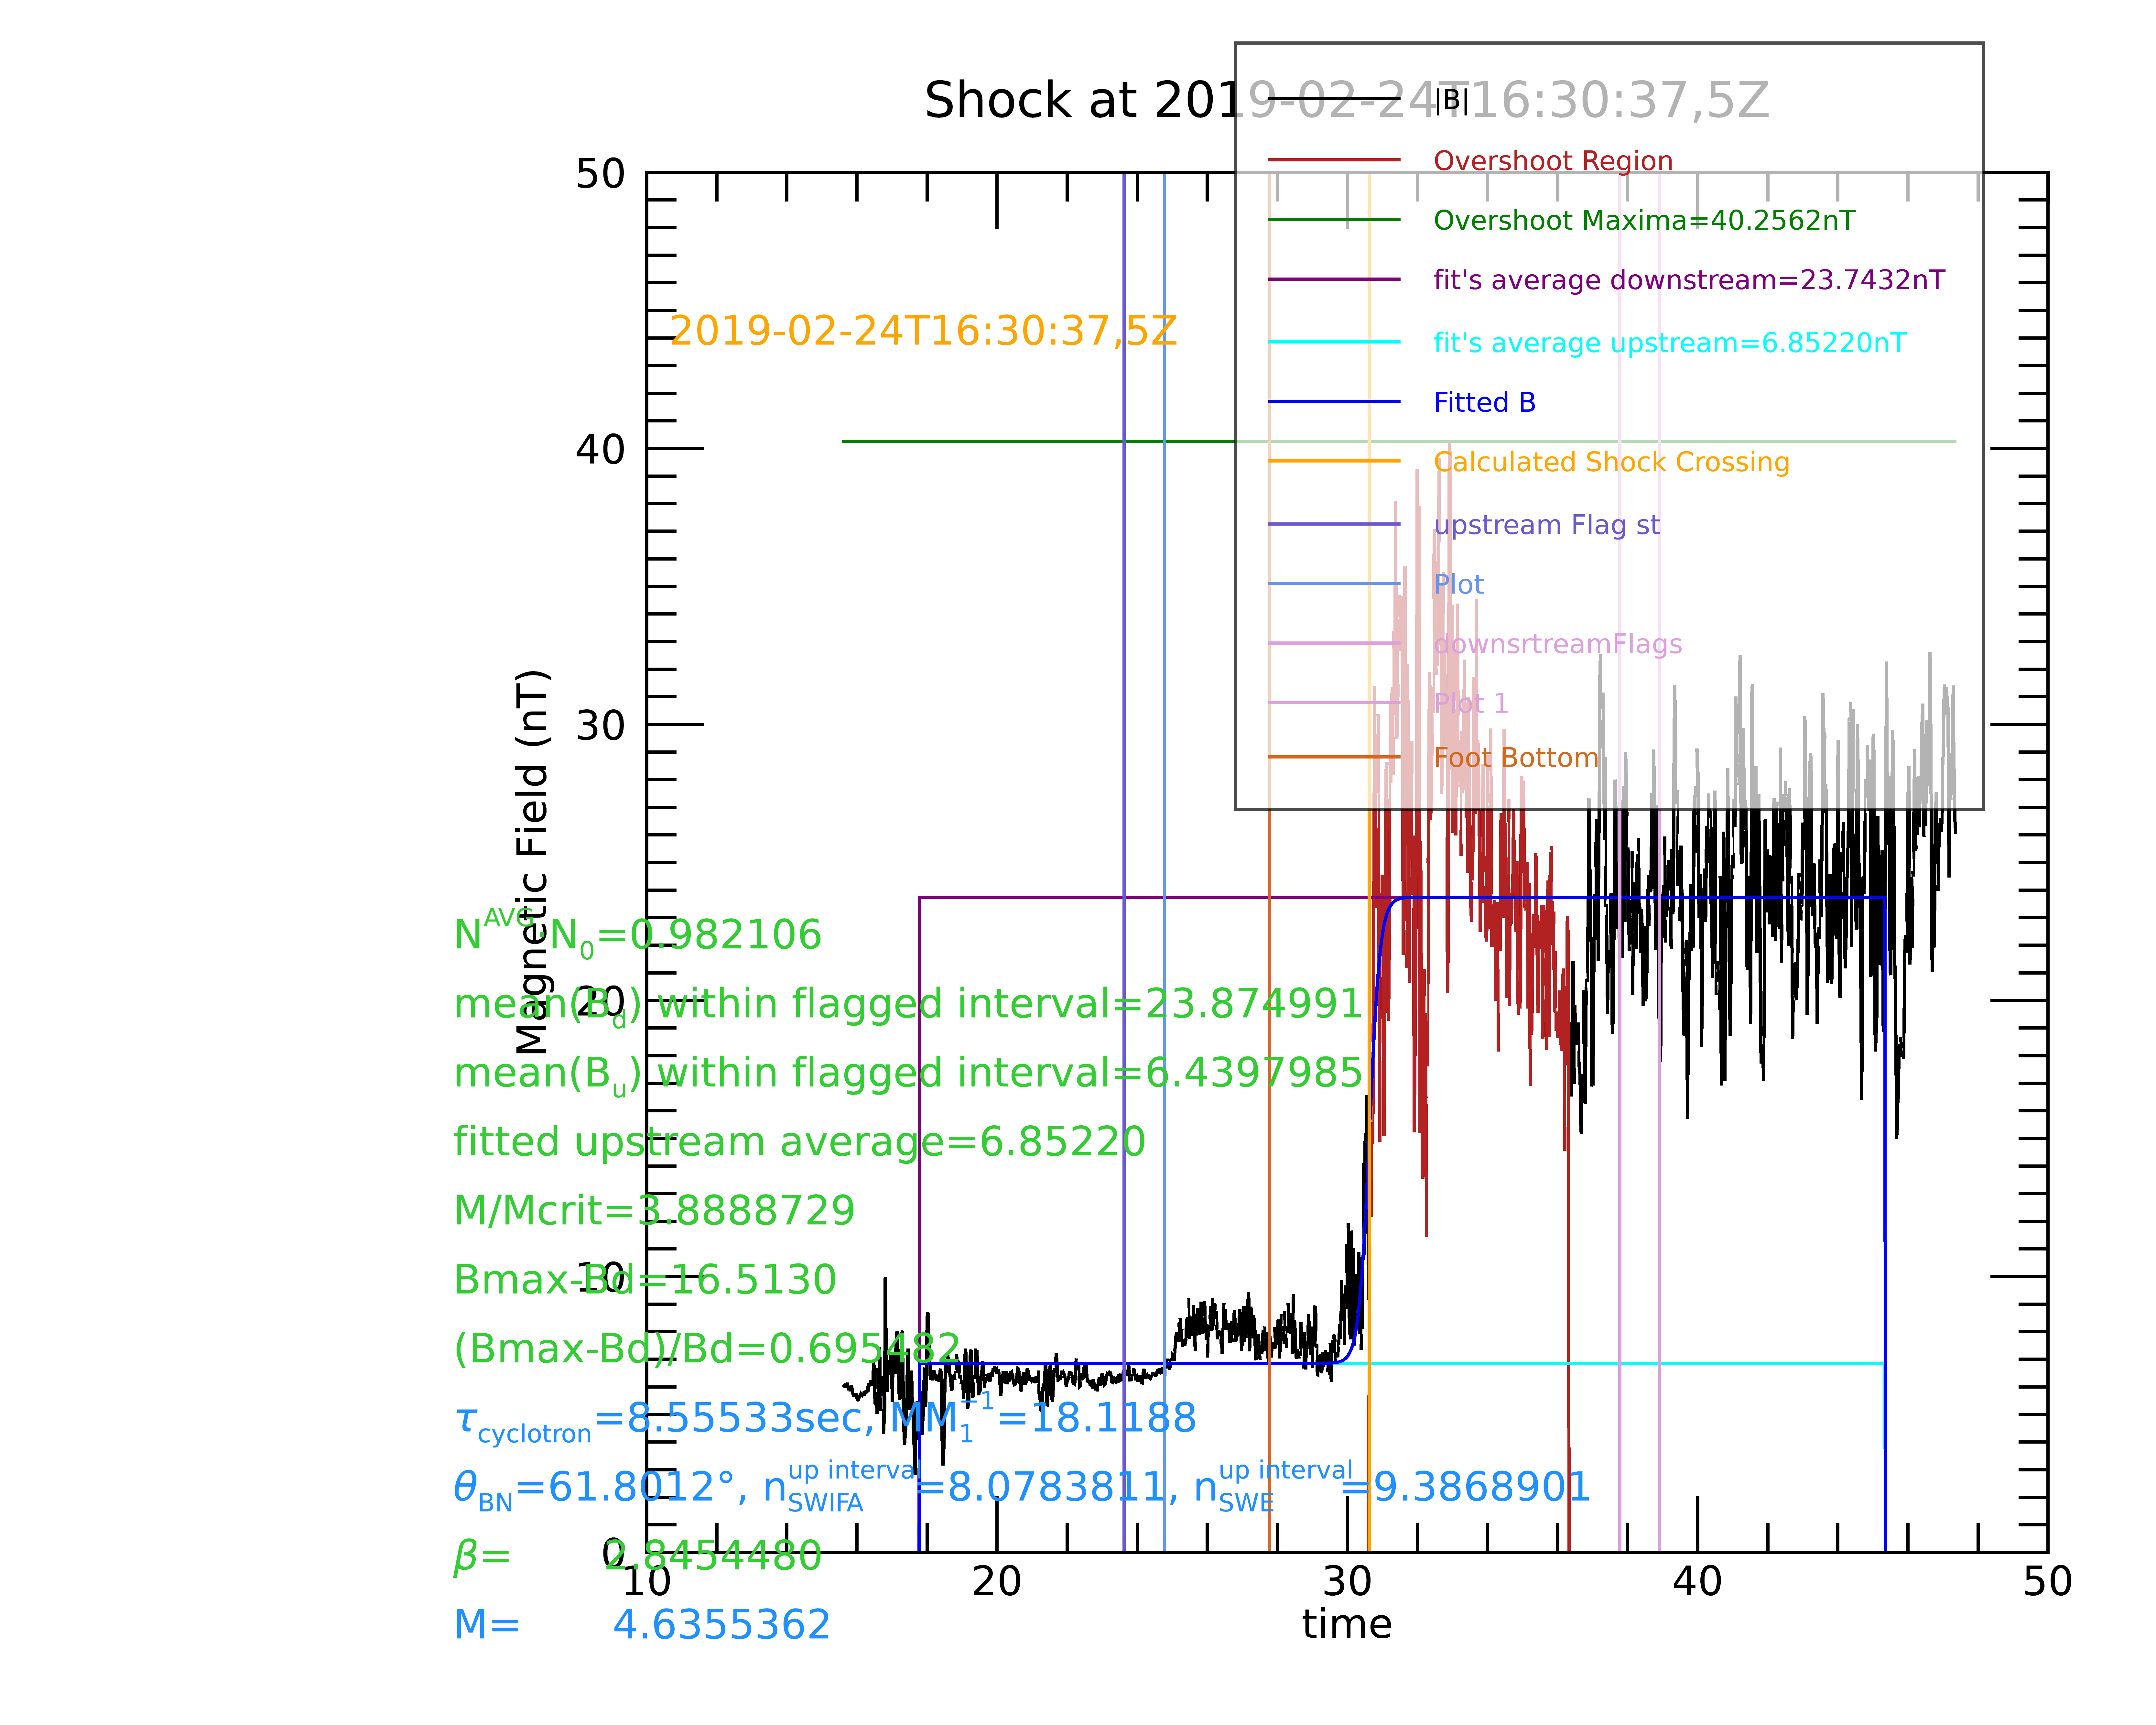 Shock at 2019-02-24T16:30:37,5Z
|B|
Overshoot Region
Overshoot Maxima=40.2562nT
fit's average downstream=23.7432nT
fit's average upstream=6.85220nT
Fitted B
Calculated Shock Crossing
upstream Flag st
Plot
downsrtreamFlags
Plot 1
Foot Bottom
2019-02-24T16:30:37,5Z
Magnetic Field (nT)
50
40
30
20
10
0
N^AVG·N_0=0.982106
mean(B_d) within flagged interval=23.874991
mean(B_u) within flagged interval=6.4397985
fitted upstream average=6.85220
M/Mcrit=3.8888729
Bmax-Bd=16.5130
(Bmax-Bd)/Bd=0.695482
τ_cyclotron=8.55533sec, MM_1^−1=18.1188
θ_BN=61.8012°, n_SWIFA^up interval=8.0783811, n_SWE^up interval=9.3868901
β= 2.8454480
M= 4.6355362
10 20 30 40 50
time